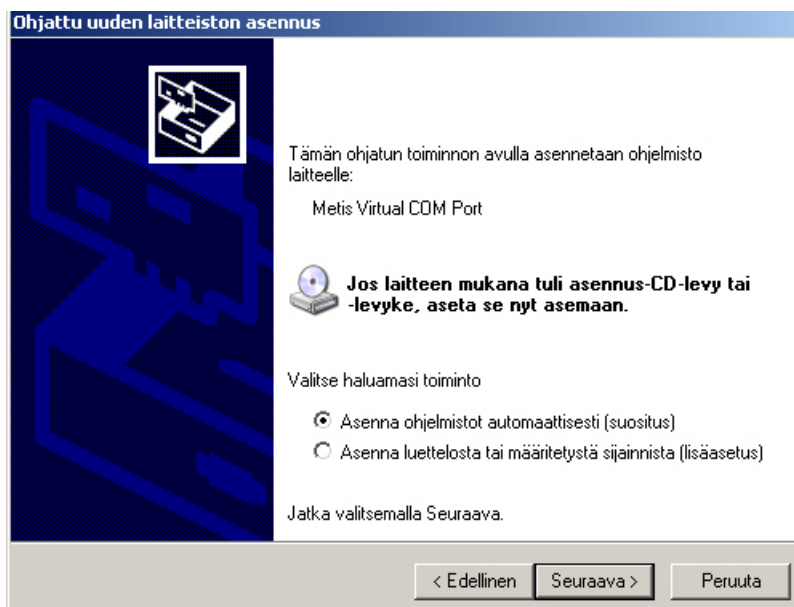 Ohjattu uuden laitteiston asennus
Tämän ohjatun toiminnon avulla asennetaan ohjelmisto
laitteelle:
Metis Virtual COM Port
Jos laitteen mukana tuli asennus-CD-levy tai
-levyke, aseta se nyt asemaan.
Valitse haluamasi toiminto
Asenna ohjelmistot automaattisesti (suositus)
Asenna luettelosta tai määritetystä sijainnista (lisäasetus)
Jatka valitsemalla Seuraava.
< Edellinen
Seuraava >
Peruuta